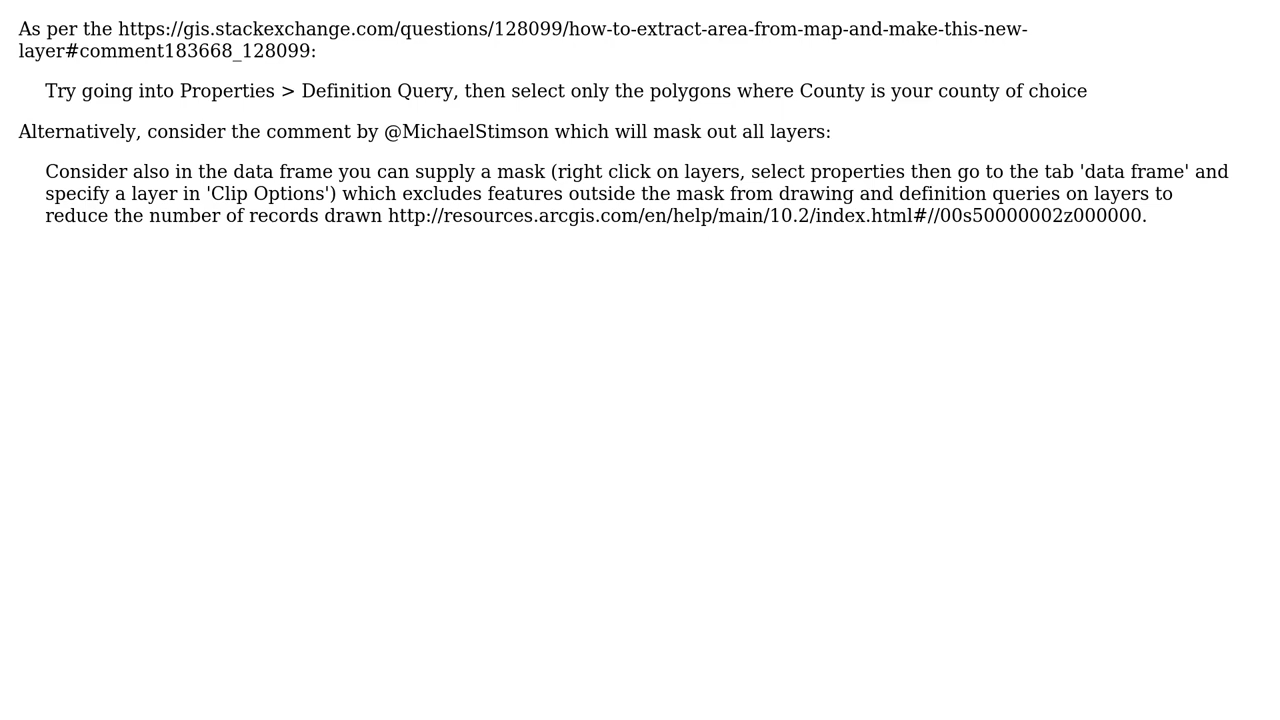 As per the https://gis.stackexchange.com/questions/128099/how-to-extract-area-from-map-and-make-this-new-
layer#comment183668_128099:
Try going into Properties > Definition Query, then select only the polygons where County is your county of choice
Alternatively, consider the comment by @MichaelStimson which will mask out all layers:
Consider also in the data frame you can supply a mask (right click on layers, select properties then go to the tab 'data frame' and
specify a layer in 'Clip Options') which excludes features outside the mask from drawing and definition queries on layers to
reduce the number of records drawn http://resources.arcgis.com/en/help/main/10.2/index.html#//00s50000002z000000.